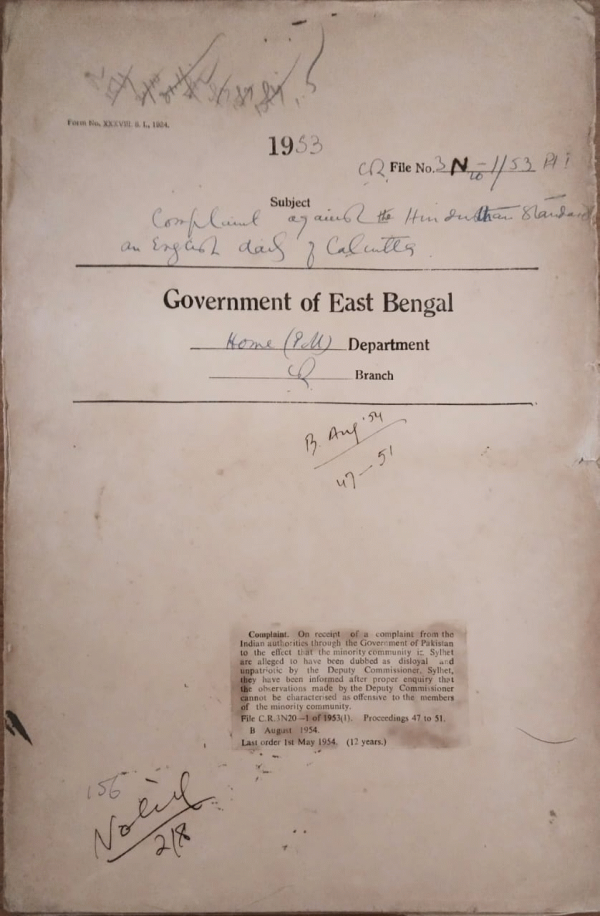 Form No. XXXVIII. S. I., 1934.
1953
CR File No. 3N-1/53 Pt I
20
Subject
Complaint against the Hindusthan Standard
an English daily of Calcutta.
Government of East Bengal
Home (Poll) Department
CR Branch
B. Aug '54
47-51
Complaint. On receipt of a complaint from the
Indian authorities through the Government of Pakistan
to the effect that the minority community in Sylhet
are alleged to have been dubbed as disloyal and
unpatriotic by the Deputy Commissioner, Sylhet,
they have been informed after proper enquiry that
the observations made by the Deputy Commissioner
cannot be characterised as offensive to the members
of the minority community.
File C.R.3N20-1 of 1953(1). Proceedings 47 to 51.
B August 1954.
Last order 1st May 1954. (12 years.)
156
2/8